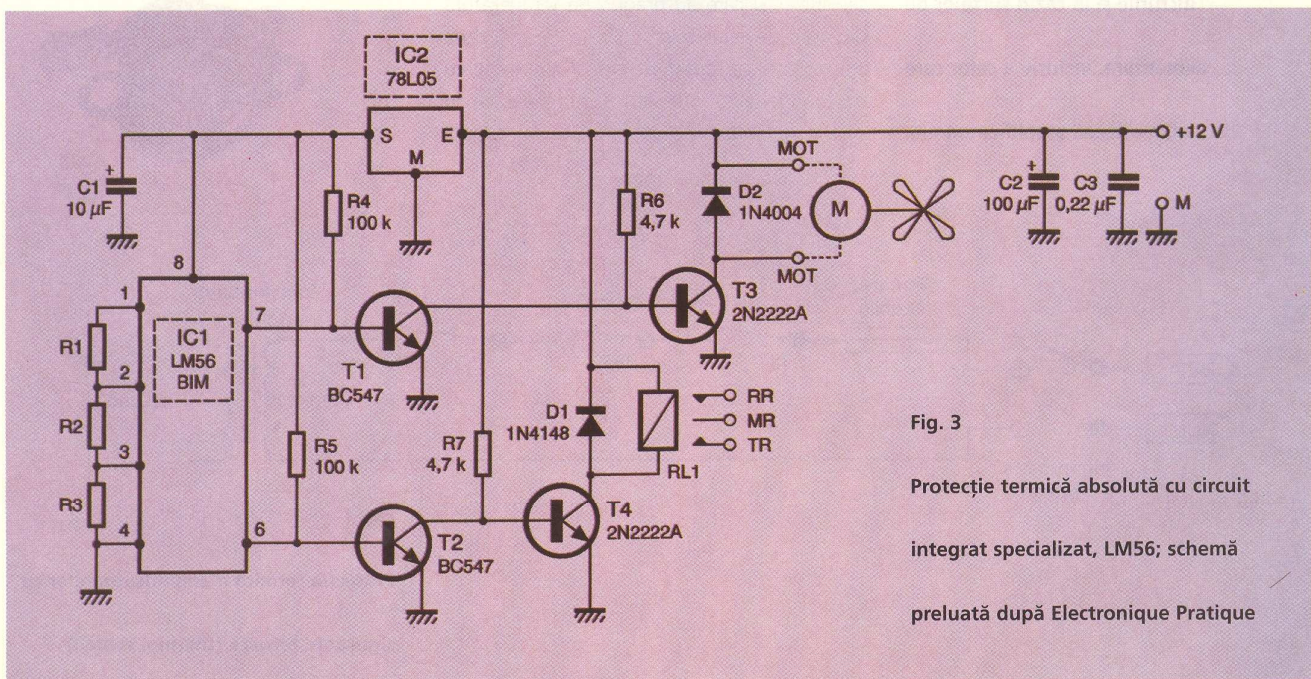 IC2
78L05
S
E
M
+12 V
C1
+
10 µF
R4
100 k
R6
4,7 k
MOT
D2
1N4004
M
MOT
C2
+
100 µF
C3
0,22 µF
M
8
1
7
IC1
LM56
BIM
R1
2
R2
3
R3
4
6
T1
BC547
T3
2N2222A
R5
100 k
R7
4,7 k
D1
1N4148
RL1
RR
MR
TR
T2
BC547
T4
2N2222A
Fig. 3
Protecție termică absolută cu circuit
integrat specializat, LM56; schemă
preluată după Electronique Pratique